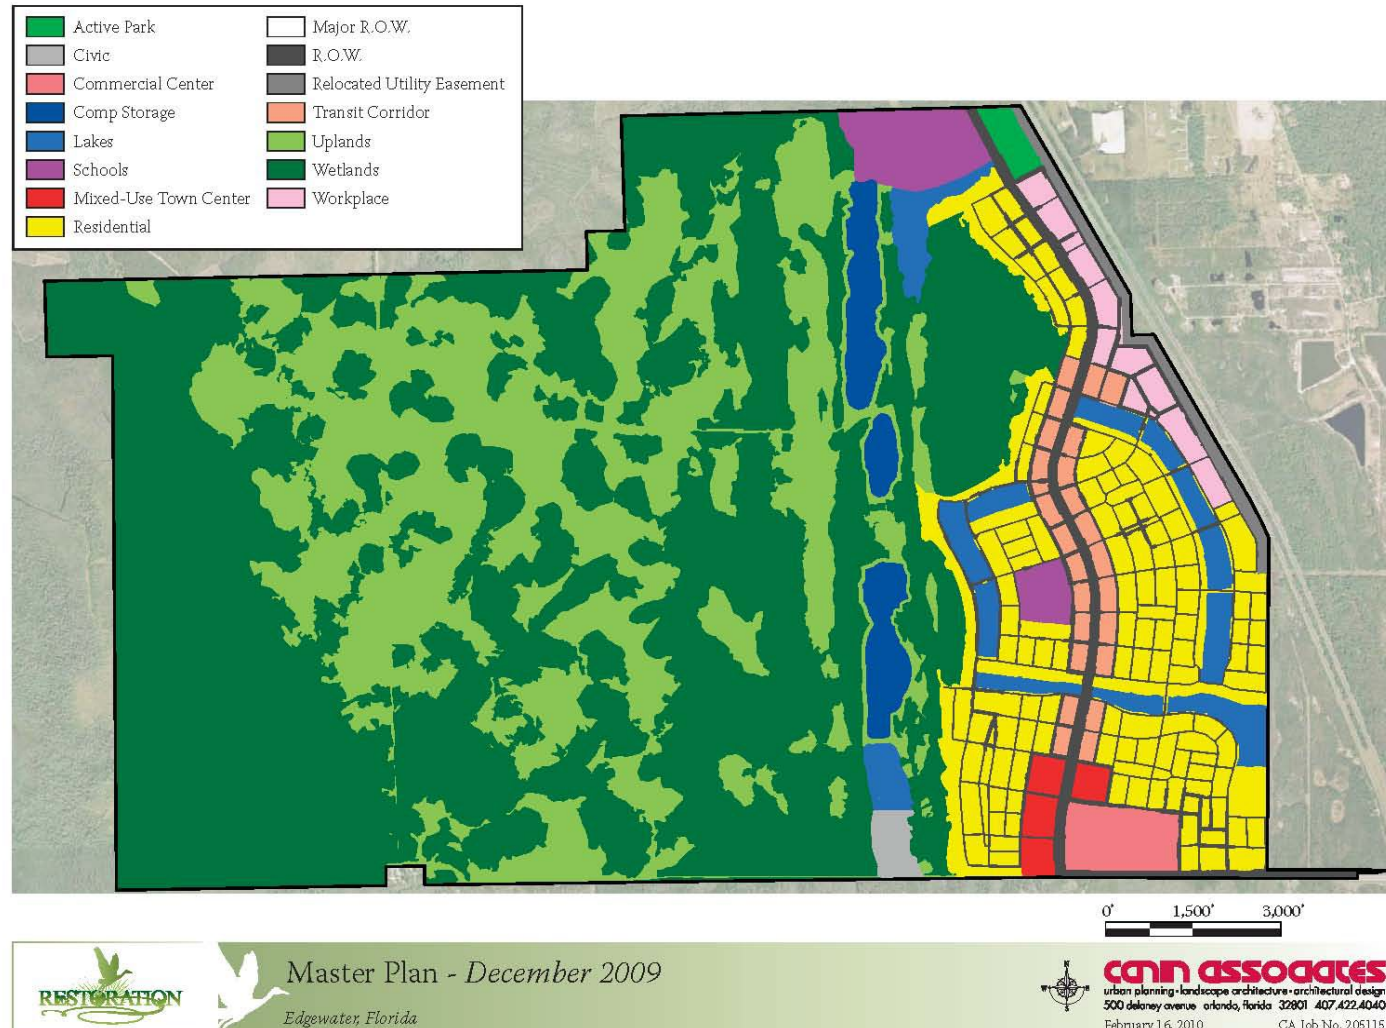 Active Park
Civic
Commercial Center
Comp Storage
Lakes
Schools
Mixed-Use Town Center
Residential
Major R.O.W.
R.O.W.
Relocated Utility Easement
Transit Corridor
Uplands
Wetlands
Workplace
0' 1,500' 3,000'
RESTORATION
Master Plan - December 2009
Edgewater, Florida
canin associates
urban planning·landscape architecture·architectural design
500 delaney avenue orlando, florida 32801 407.422.4040
February 16, 2010 CA Job No. 205115